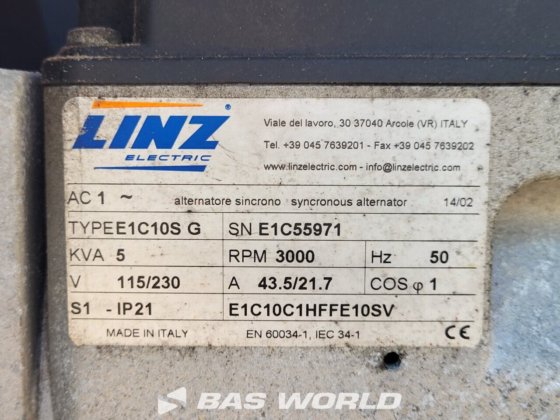 LINZ ®
ELECTRIC
Viale del lavoro, 30 37040 Arcole (VR) ITALY
Tel. +39 045 7639201 - Fax +39 045 7639202
www.linzelectric.com - info@linzelectric.com
AC 1 ~ alternatore sincrono syncronous alternator 14/02
TYPE E1C10S G SN E1C55971
KVA 5 RPM 3000 Hz 50
V 115/230 A 43.5/21.7 COS φ 1
S1 - IP21 E1C10C1HFFE10SV
MADE IN ITALY EN 60034-1, IEC 34-1 CE
BAS WORLD